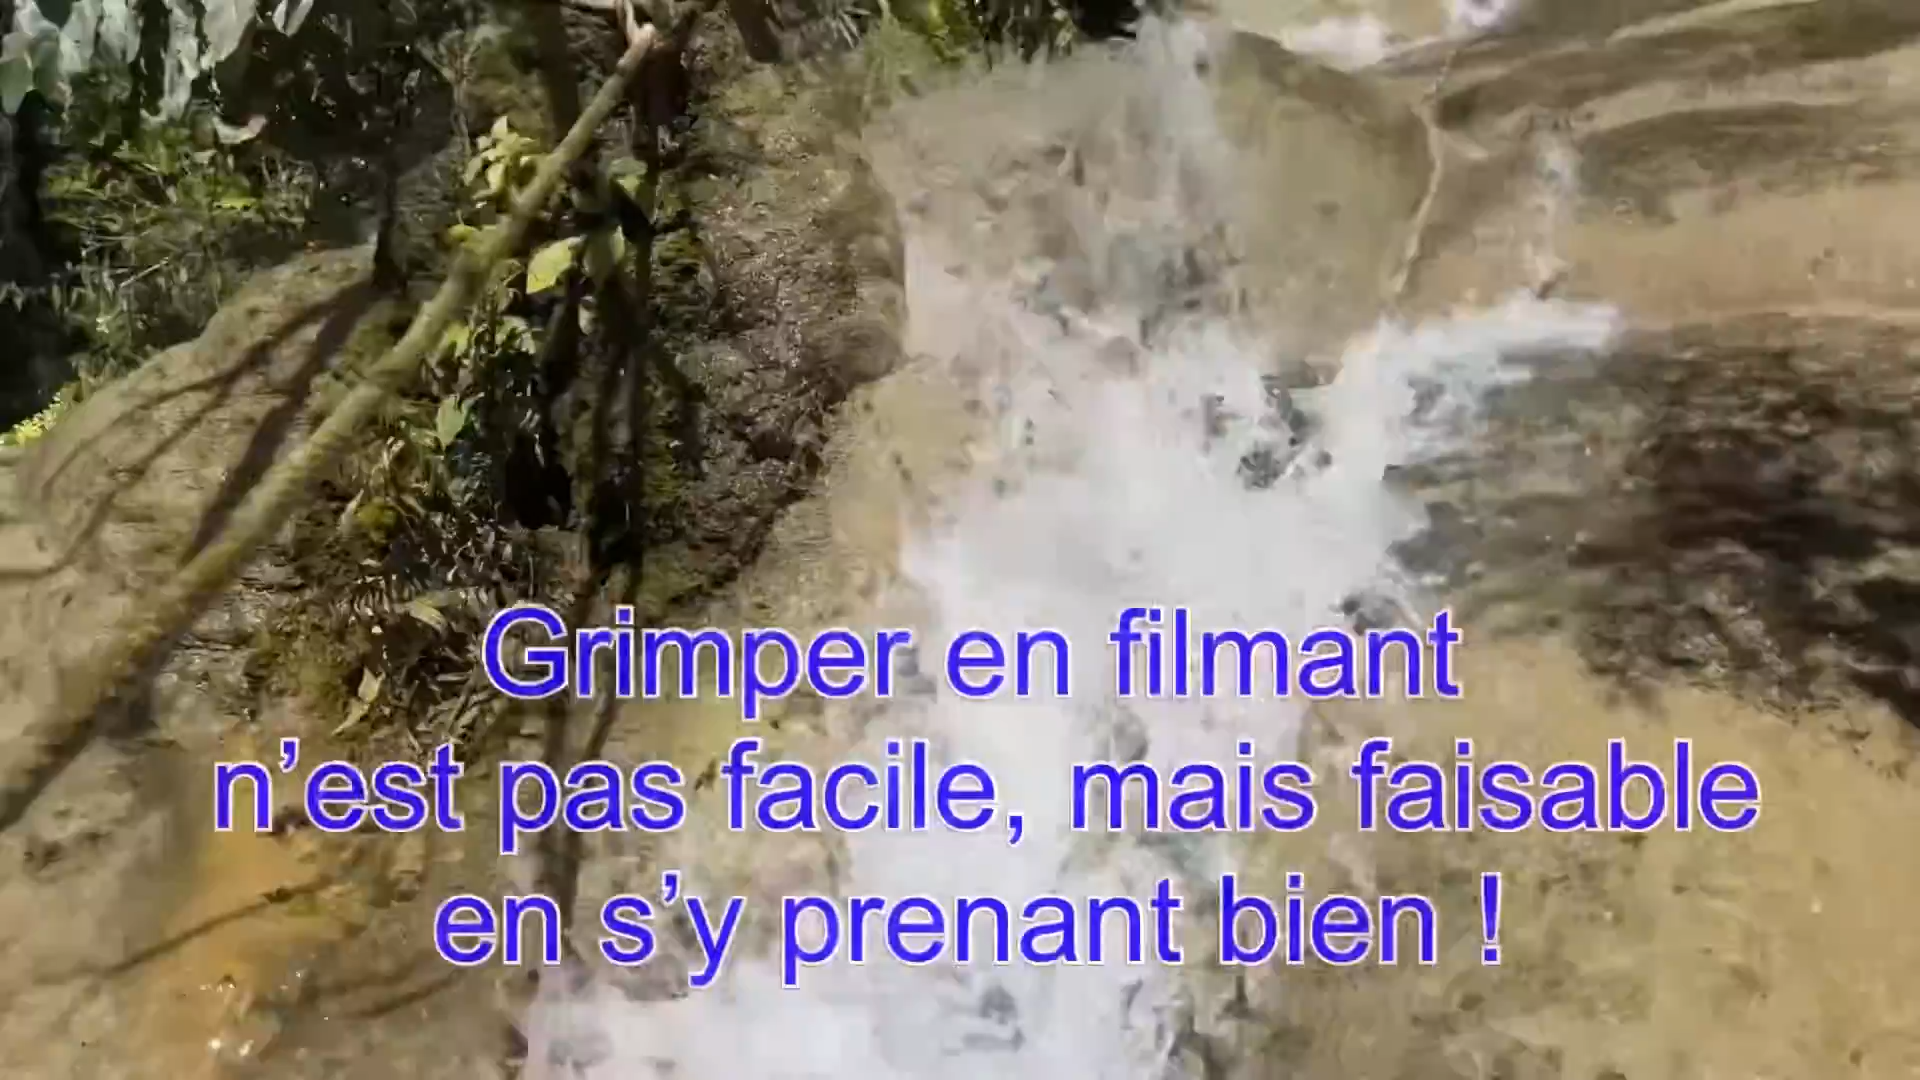 Grimper en filmant
n’est pas facile, mais faisable
en s’y prenant bien !